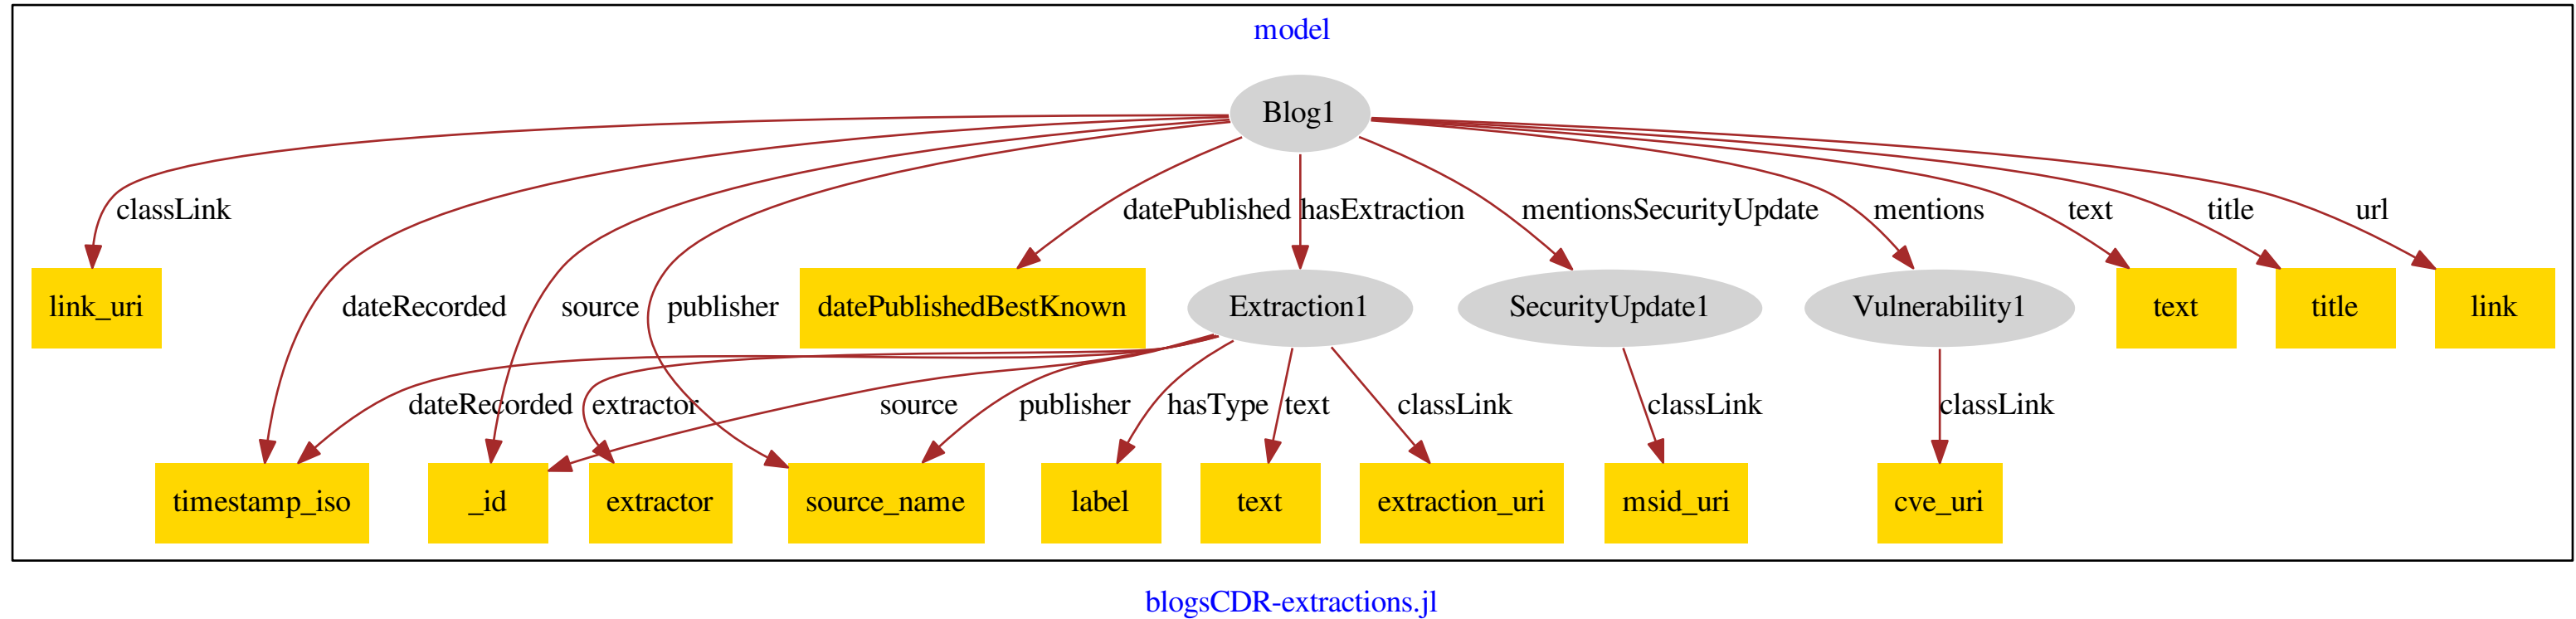 model
Blog1
classLink
datePublished
hasExtraction
mentionsSecurityUpdate
mentions
text
title
url
link_uri
dateRecorded
source
publisher
datePublishedBestKnown
Extraction1
SecurityUpdate1
Vulnerability1
text
title
link
dateRecorded
extractor
source
publisher
hasType
text
classLink
classLink
classLink
timestamp_iso
_id
extractor
source_name
label
text
extraction_uri
msid_uri
cve_uri
blogsCDR-extractions.jl